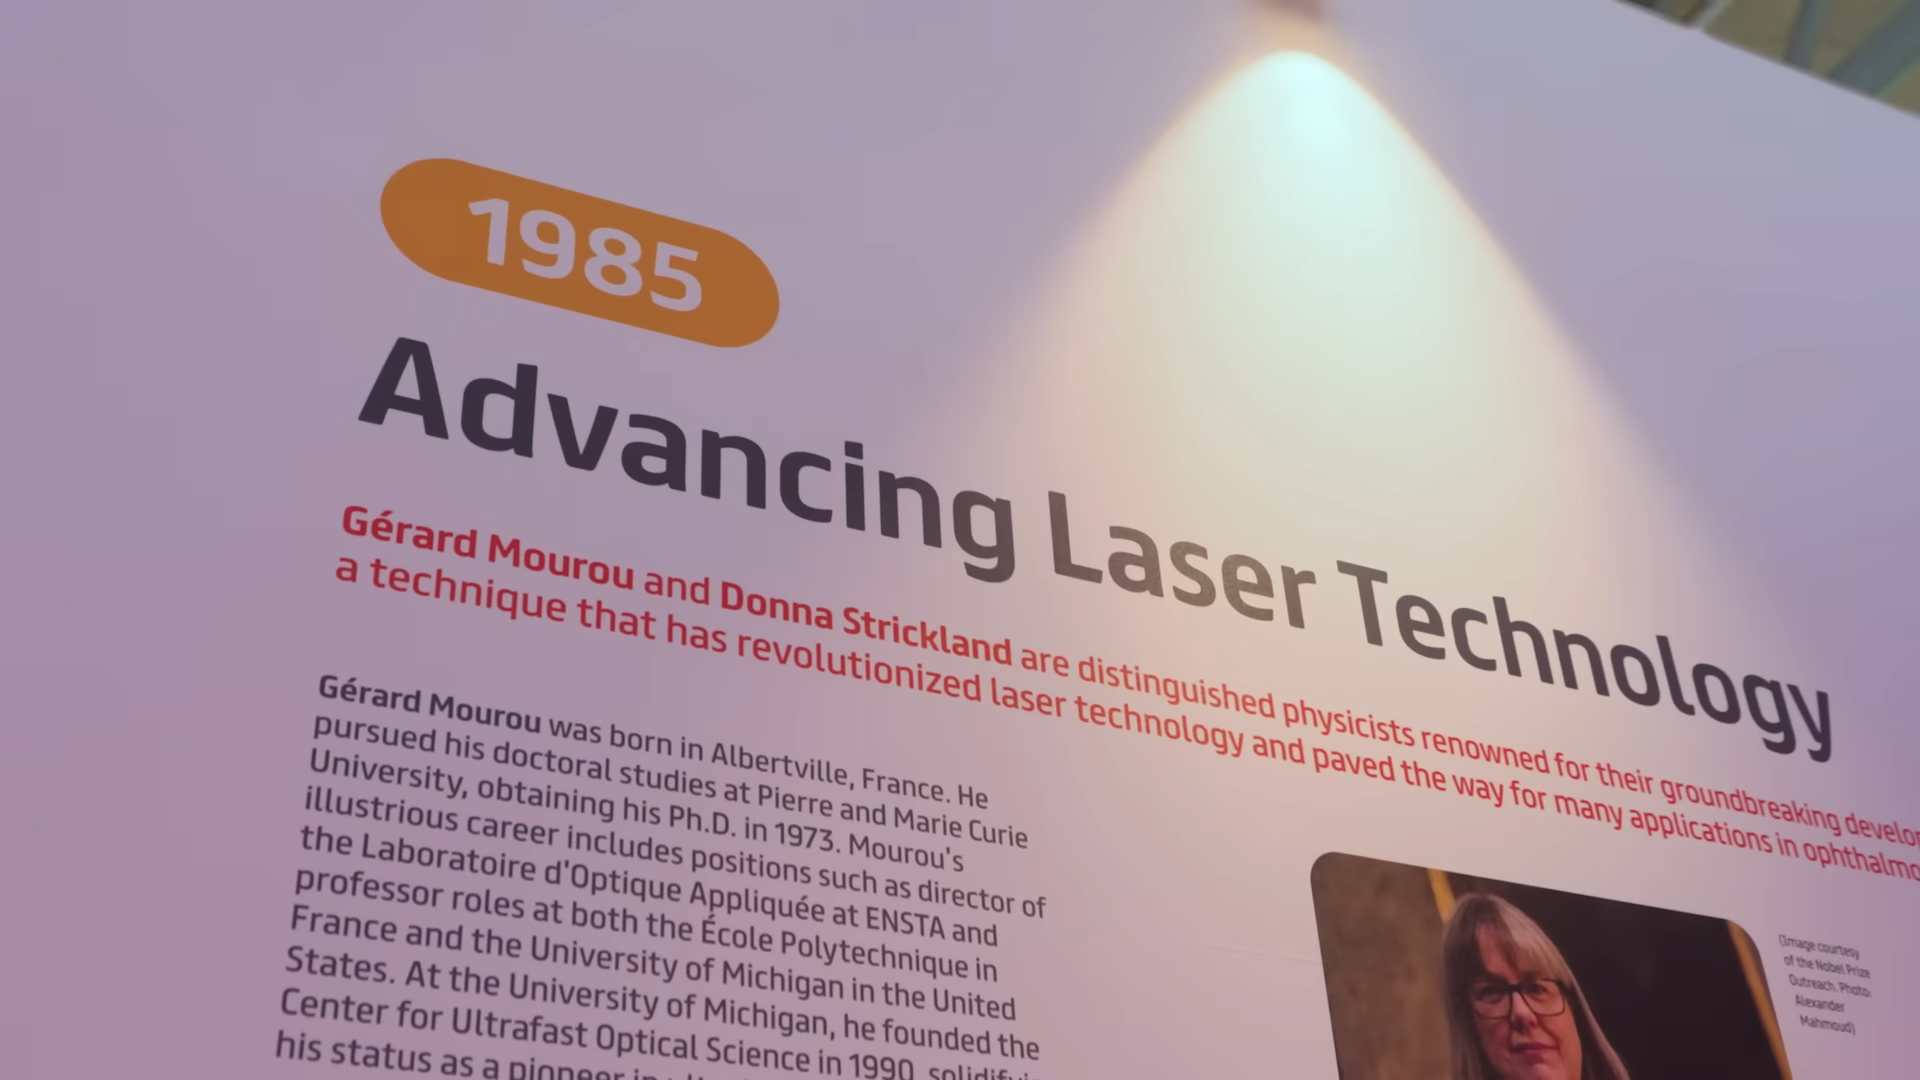 1985
Advancing Laser Technology
Gérard Mourou and Donna Strickland are distinguished physicists renowned for their groundbreaking
a technique that has revolutionized laser technology and paved the way for many applications in
Gérard Mourou was born in Albertville, France. He
pursued his doctoral studies at Pierre and Marie Curie
University, obtaining his Ph.D. in 1973. Mourou's
illustrious career includes positions such as director of
the Laboratoire d'Optique Appliquée at ENSTA and
professor roles at both the École Polytechnique in
France and the University of Michigan in the United
States. At the University of Michigan, he founded the
Center for Ultrafast Optical Science in 1990,
his status as a pioneer in
(Image courtesy
of the Nobel Prize
Outreach. Photo:
Alexander
Mahmoud)